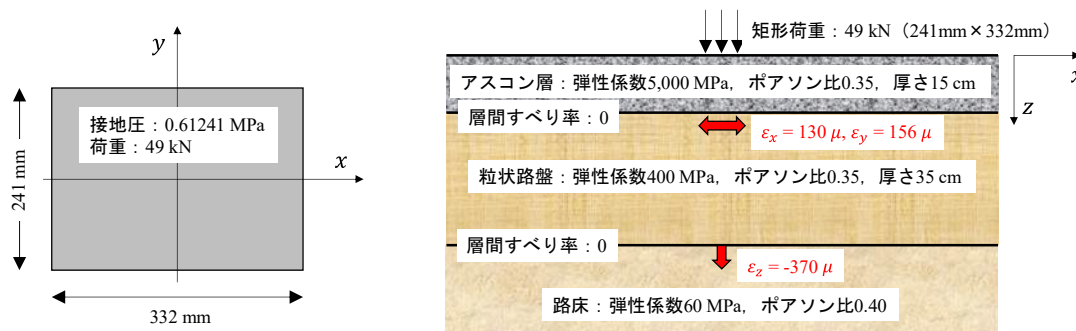 y
接地圧：0.61241 MPa
荷重：49 kN
x
241 mm
332 mm
矩形荷重：49 kN（241mm×332mm）
x
z
アスコン層：弾性係数5,000 MPa，ポアソン比0.35，厚さ15 cm
層間すべり率：0
εx = 130 μ, εy = 156 μ
粒状路盤：弾性係数400 MPa，ポアソン比0.35，厚さ35 cm
層間すべり率：0
εz = -370 μ
路床：弾性係数60 MPa，ポアソン比0.40